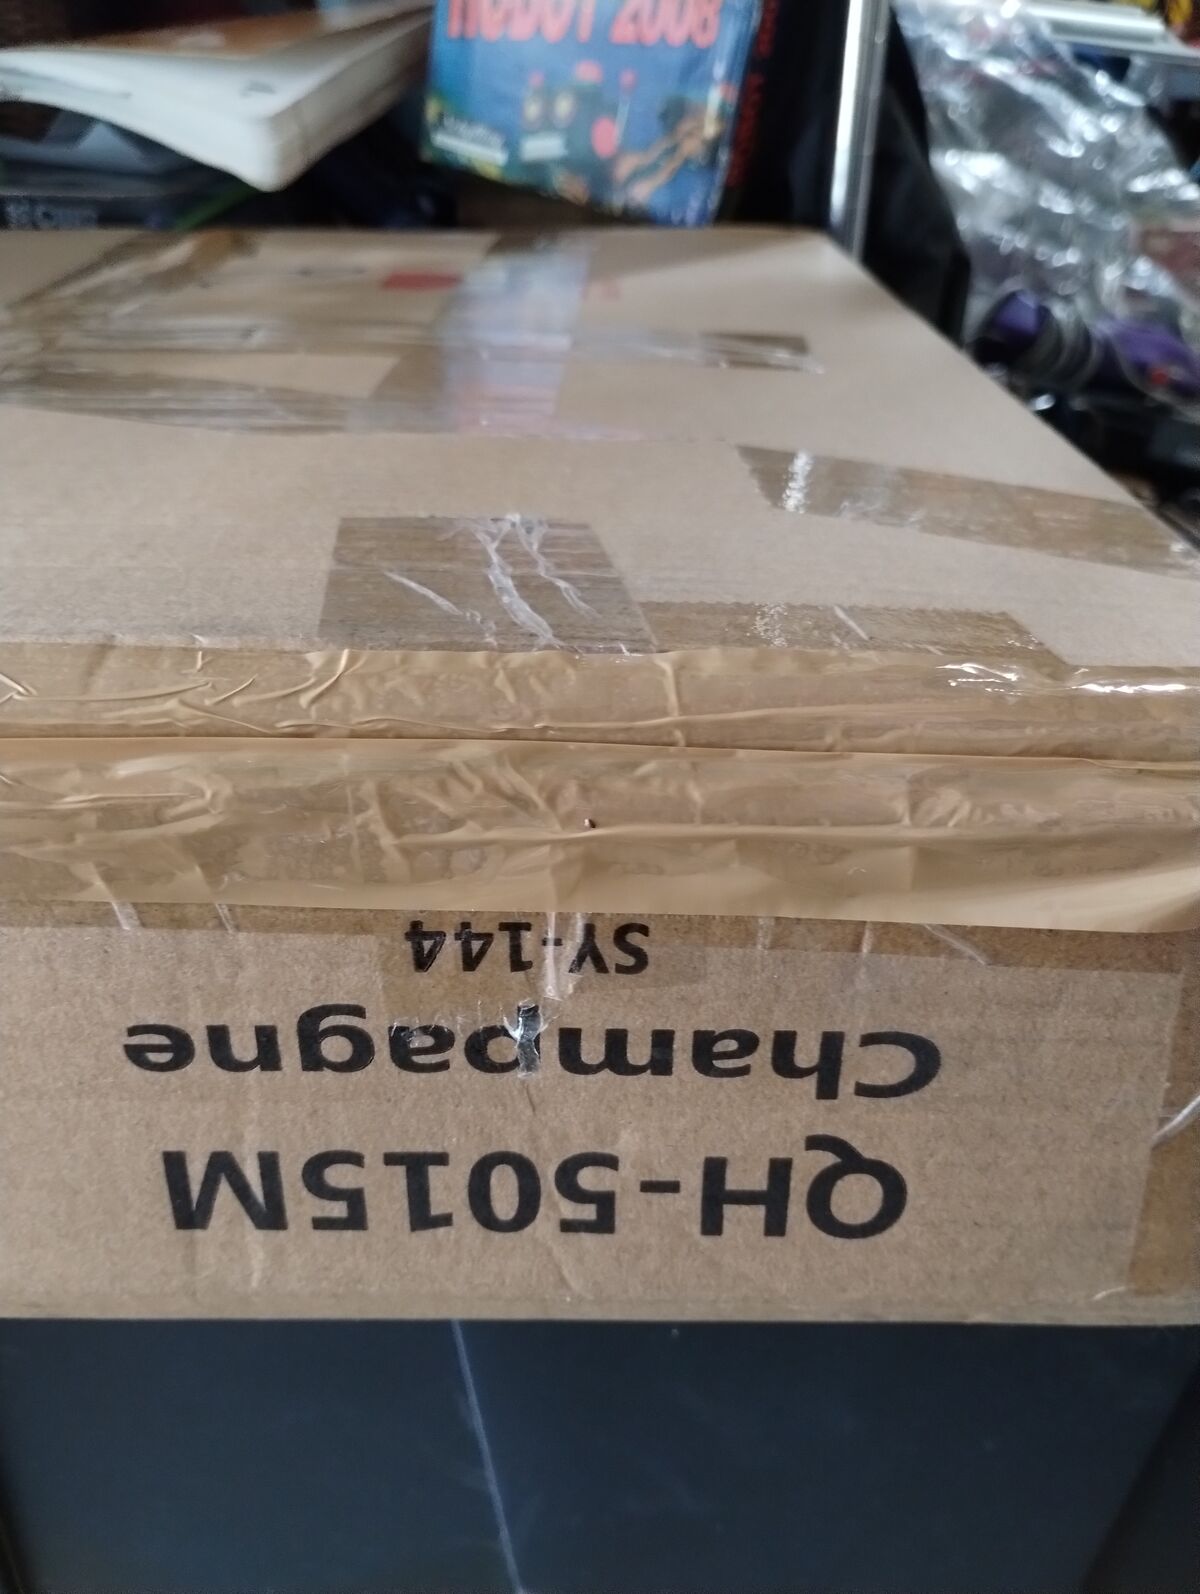 ROBOT 2008
QH-5015M
Champagne
SY-144